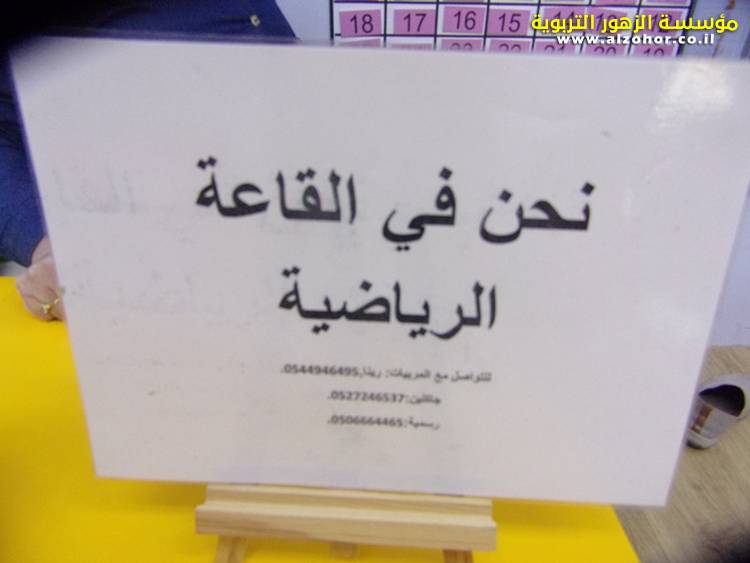 مؤسسة الزهور التربوية
www.alzohor.co.il
18 17 16 15
نحن في القاعة
الرياضية
للتواصل مع المربيات: رينا,0544946495.
جاكلين:0527246537.
رسمية:0506664465.